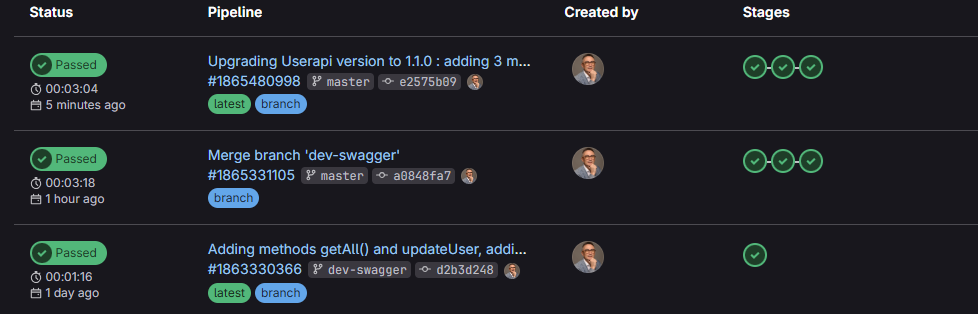 Status Pipeline Created by Stages
Passed Upgrading Userapi version to 1.1.0 : adding 3 m...
00:03:04 #1865480998 master e2575b09
5 minutes ago latest branch
Passed Merge branch 'dev-swagger'
00:03:18 #1865331105 master a0848fa7
1 hour ago branch
Passed Adding methods getAll() and updateUser, addi...
00:01:16 #1863330366 dev-swagger d2b3d248
1 day ago latest branch